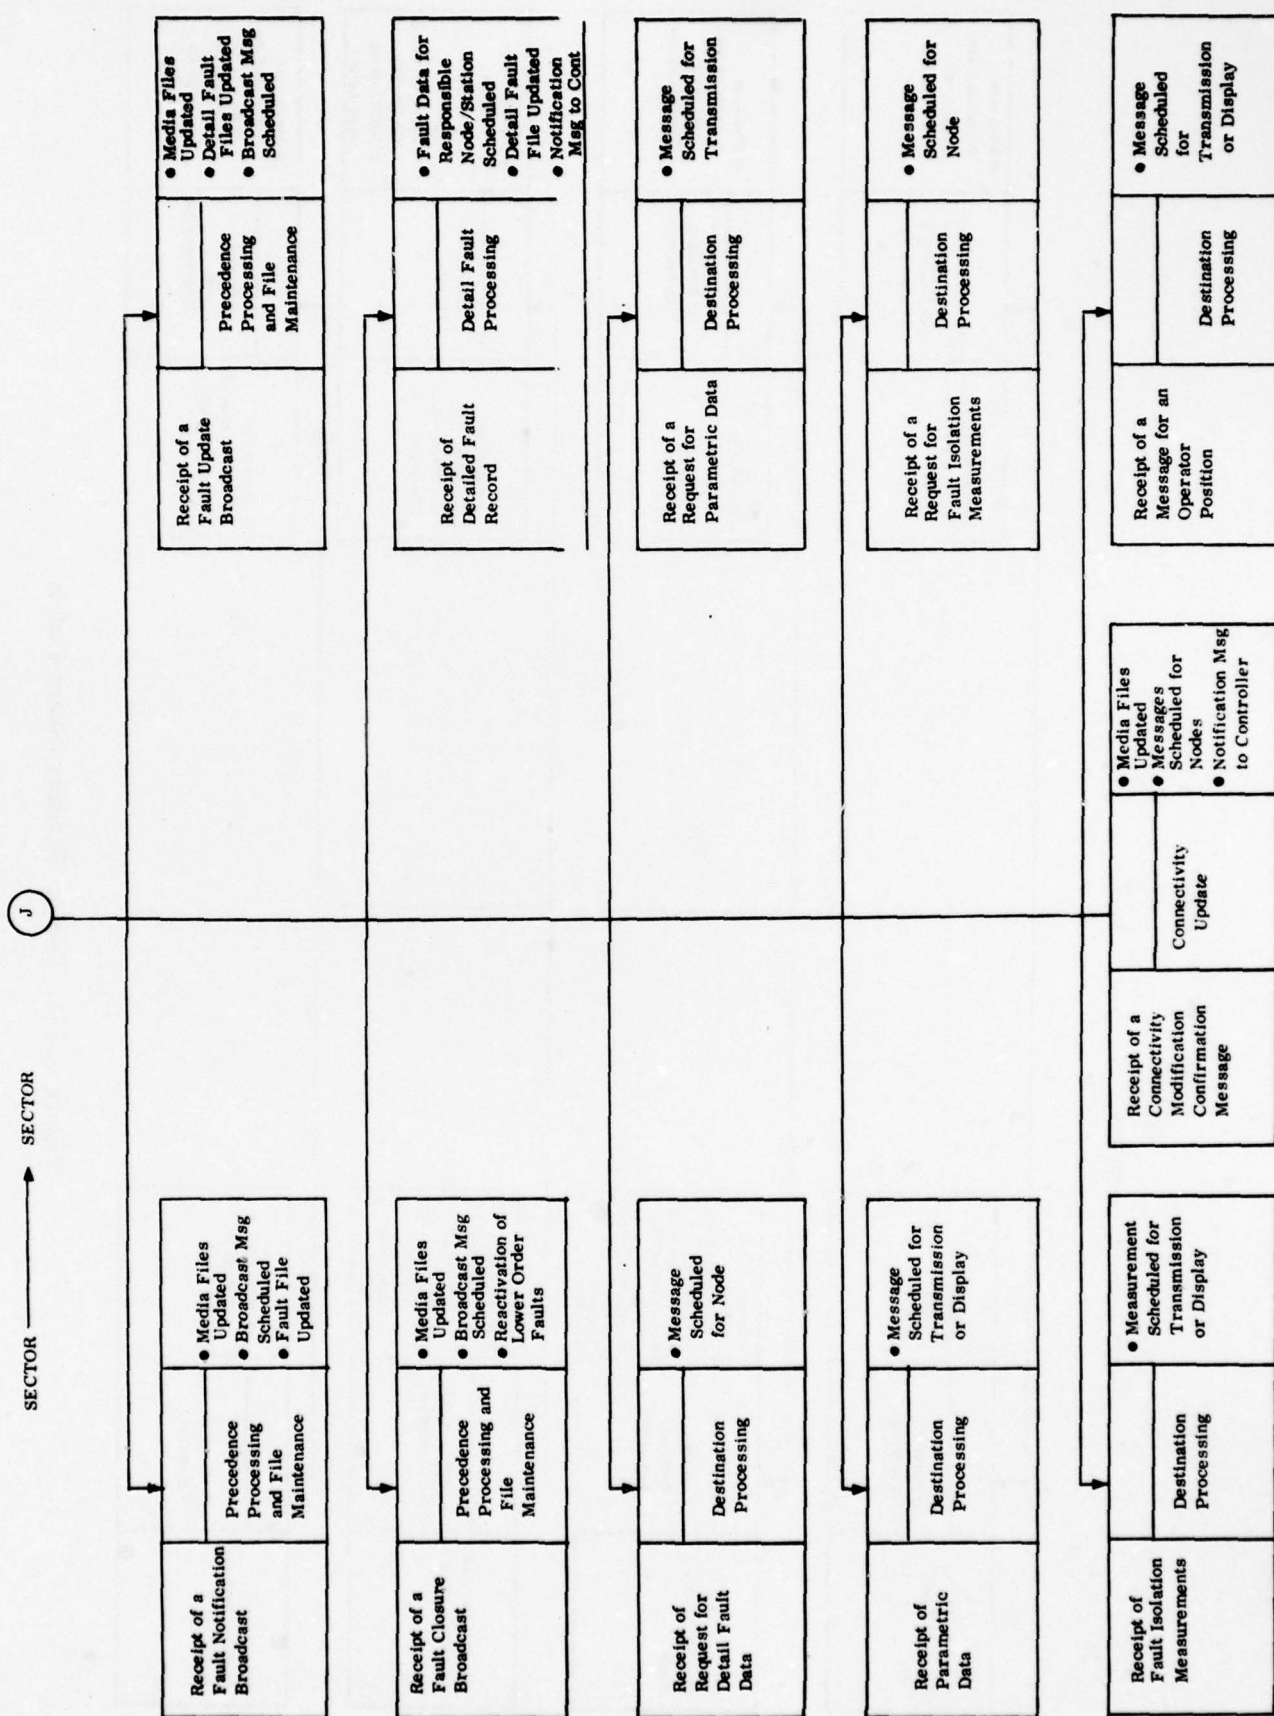 SECTOR
SECTOR
J
Receipt of a
Fault Notification
Broadcast
Precedence
Processing
and File
Maintenance
● Media Files
Updated
● Broadcast Msg
Scheduled
● Fault File
Updated
Receipt of a
Fault Update
Broadcast
Precedence
Processing
and File
Maintenance
● Media Files
Updated
● Detail Fault
Files Updated
● Broadcast Msg
Scheduled
Receipt of a
Fault Closure
Broadcast
Precedence
Processing and
File
Maintenance
● Media Files
Updated
● Broadcast Msg
Scheduled
● Reactivation of
Lower Order
Faults
Receipt of
Detailed Fault
Record
Detail Fault
Processing
● Fault Data for
Responsible
Node/Station
Scheduled
● Detail Fault
File Updated
● Notification
Msg to Cont
Receipt of
Request for
Detail Fault
Data
Destination
Processing
● Message
Scheduled
for Node
Receipt of a
Request for
Parametric Data
Destination
Processing
● Message
Scheduled for
Transmission
Receipt of
Parametric
Data
Destination
Processing
● Message
Scheduled for
Transmission
or Display
Receipt of a
Request for
Fault Isolation
Measurements
Destination
Processing
● Message
Scheduled for
Node
Receipt of
Fault Isolation
Measurements
Destination
Processing
● Measurement
Scheduled for
Transmission
or Display
Receipt of a
Connectivity
Modification
Confirmation
Message
Connectivity
Update
● Media Files
Updated
● Messages
Scheduled for
Nodes
● Notification Msg
to Controller
Receipt of a
Message for an
Operator
Position
Destination
Processing
● Message
Scheduled
for
Transmission
or Display